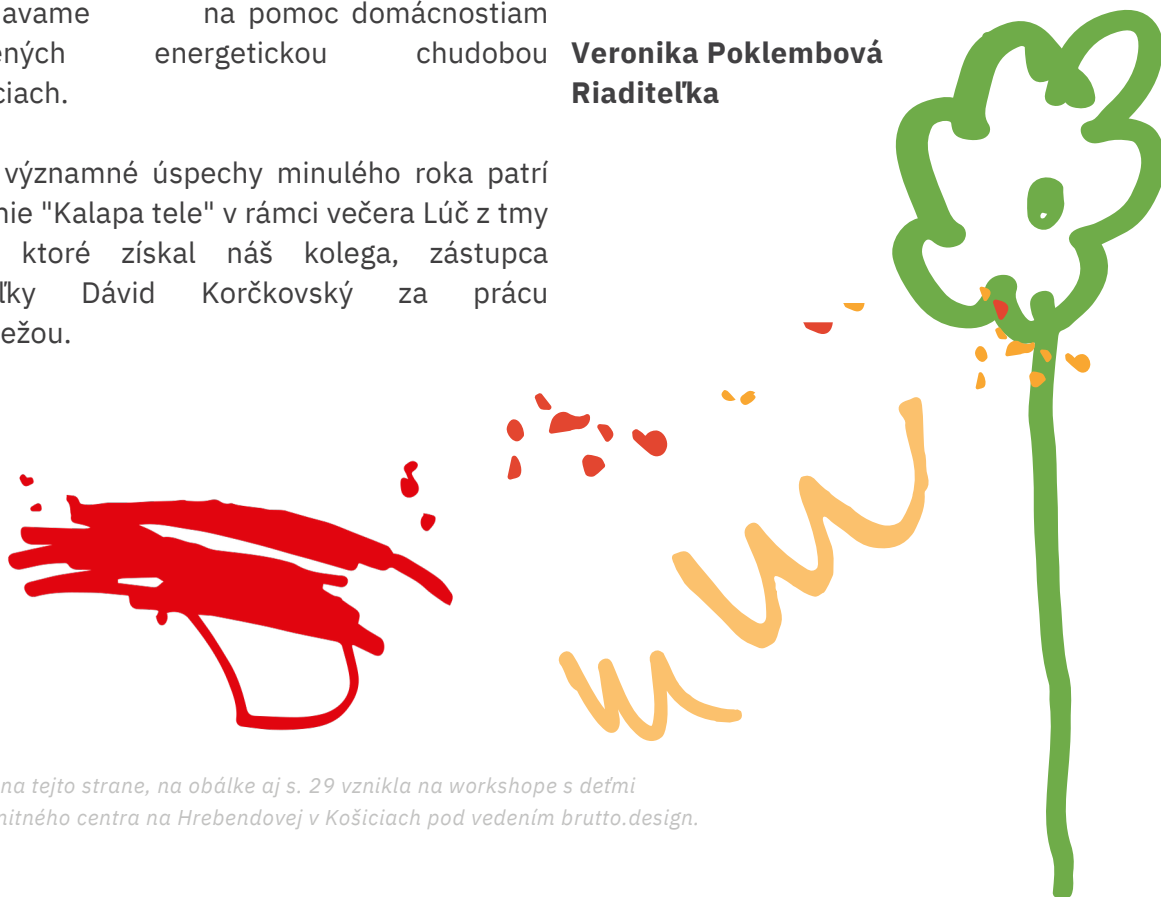 avame na pomoc domácnostiam
ených energetickou chudobou
ciach.
významné úspechy minulého roka patrí
nie "Kalapa tele" v rámci večera Lúč z tmy
ktoré získal náš kolega, zástupca
ľky Dávid Korčkovský za prácu
ežou.
Veronika Poklembová
Riaditeľka
na tejto strane, na obálke aj s. 29 vznikla na workshope s deťmi
nitného centra na Hrebendovej v Košiciach pod vedením brutto.design.